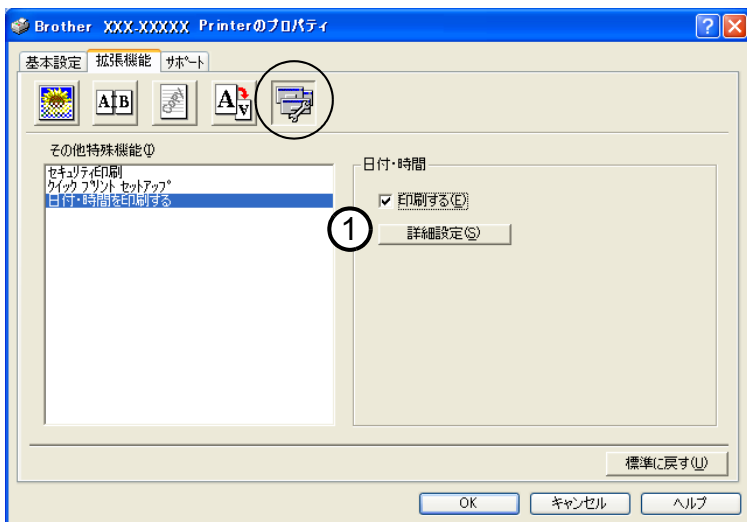 Brother XXX-XXXXX Printerのプロパティ
基本設定 拡張機能 サポート
A B
Copy
A A
その他特殊機能(I)
セキュリティ印刷
クイック プリント セットアップ
日付・時間を印刷する
日付・時間
印刷する(E)
1
詳細設定(S)
標準に戻す(U)
OK キャンセル ヘルプ